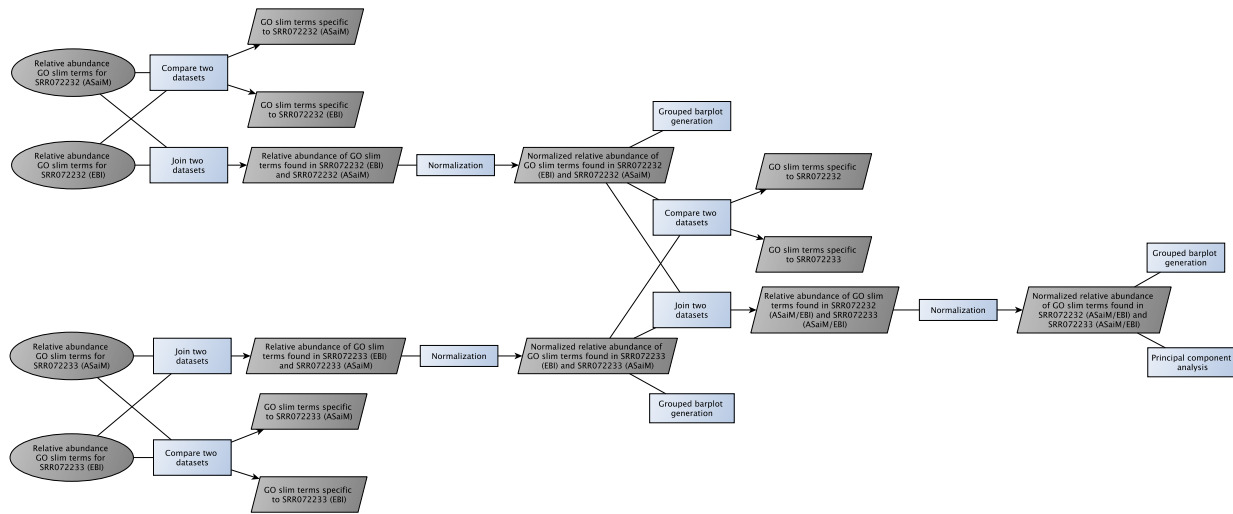 Relative abundance
GO slim terms for
SRR072232 (ASaiM)
Compare two
datasets
GO slim terms specific
to SRR072232 (ASaiM)
GO slim terms specific
to SRR072232 (EBI)
Relative abundance
GO slim terms for
SRR072232 (EBI)
Join two
datasets
Relative abundance of GO slim
terms found in SRR072232 (EBI)
and SRR072232 (ASaiM)
Normalization
Normalized relative abundance of
GO slim terms found in SRR072232
(EBI) and SRR072232 (ASaiM)
Grouped barplot
generation
Compare two
datasets
GO slim terms specific
to SRR072232
GO slim terms specific
to SRR072233
Join two
datasets
Relative abundance of GO slim
terms found in SRR072232
(ASaiM/EBI) and SRR072233
(ASaiM/EBI)
Normalization
Normalized relative abundance
of GO slim terms found in
SRR072232 (ASaiM/EBI) and
SRR072233 (ASaiM/EBI)
Grouped barplot
generation
Principal component
analysis
Relative abundance
GO slim terms for
SRR072233 (ASaiM)
Join two
datasets
Relative abundance of GO slim
terms found in SRR072233 (EBI)
and SRR072233 (ASaiM)
Normalization
Normalized relative abundance of
GO slim terms found in SRR072233
(EBI) and SRR072233 (ASaiM)
Grouped barplot
generation
Relative abundance
GO slim terms for
SRR072233 (EBI)
Compare two
datasets
GO slim terms specific
to SRR072233 (ASaiM)
GO slim terms specific
to SRR072233 (EBI)